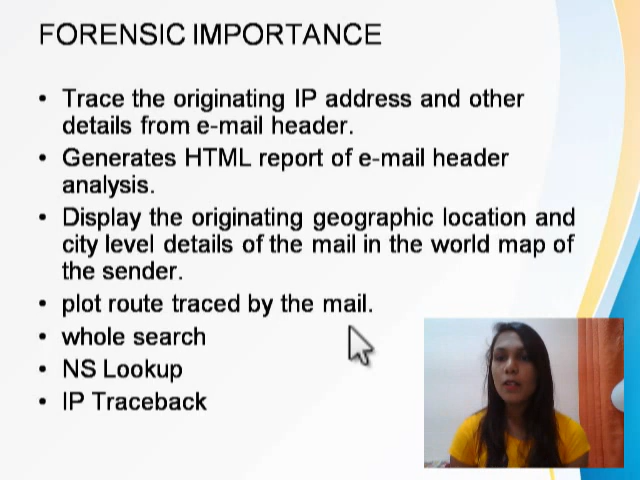 FORENSIC IMPORTANCE
• Trace the originating IP address and other
details from e-mail header.
• Generates HTML report of e-mail header
analysis.
• Display the originating geographic location and
city level details of the mail in the world map of
the sender.
• plot route traced by the mail.
• whole search
• NS Lookup
• IP Traceback